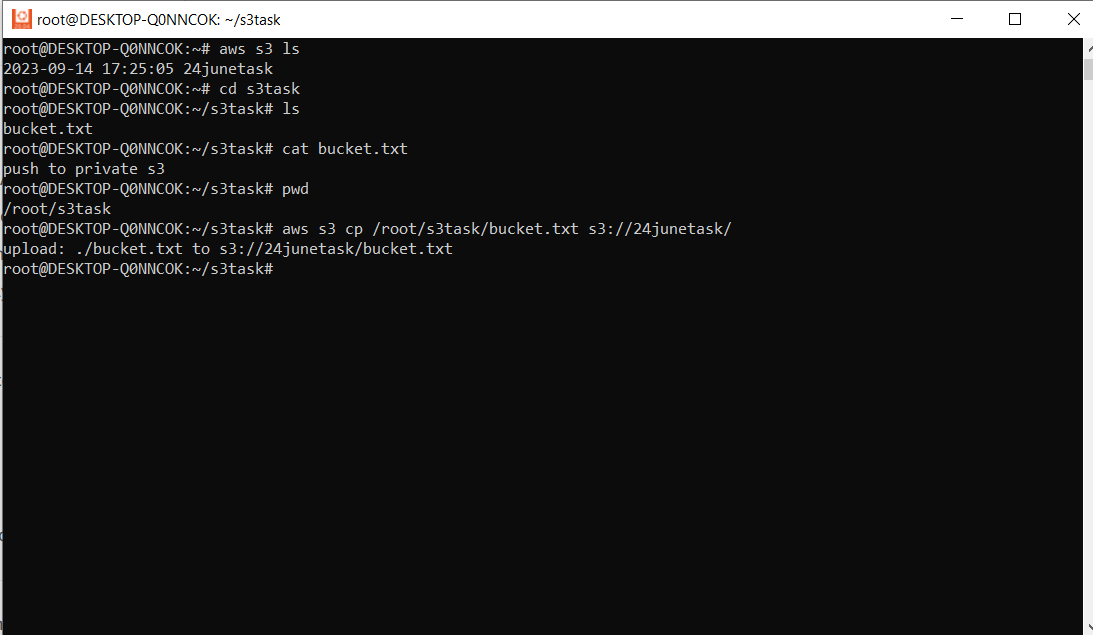 root@DESKTOP-Q0NNCOK: ~/s3task
root@DESKTOP-Q0NNCOK:~# aws s3 ls
2023-09-14 17:25:05 24junetask
root@DESKTOP-Q0NNCOK:~# cd s3task
root@DESKTOP-Q0NNCOK:~/s3task# ls
bucket.txt
root@DESKTOP-Q0NNCOK:~/s3task# cat bucket.txt
push to private s3
root@DESKTOP-Q0NNCOK:~/s3task# pwd
/root/s3task
root@DESKTOP-Q0NNCOK:~/s3task# aws s3 cp /root/s3task/bucket.txt s3://24junetask/
upload: ./bucket.txt to s3://24junetask/bucket.txt
root@DESKTOP-Q0NNCOK:~/s3task#